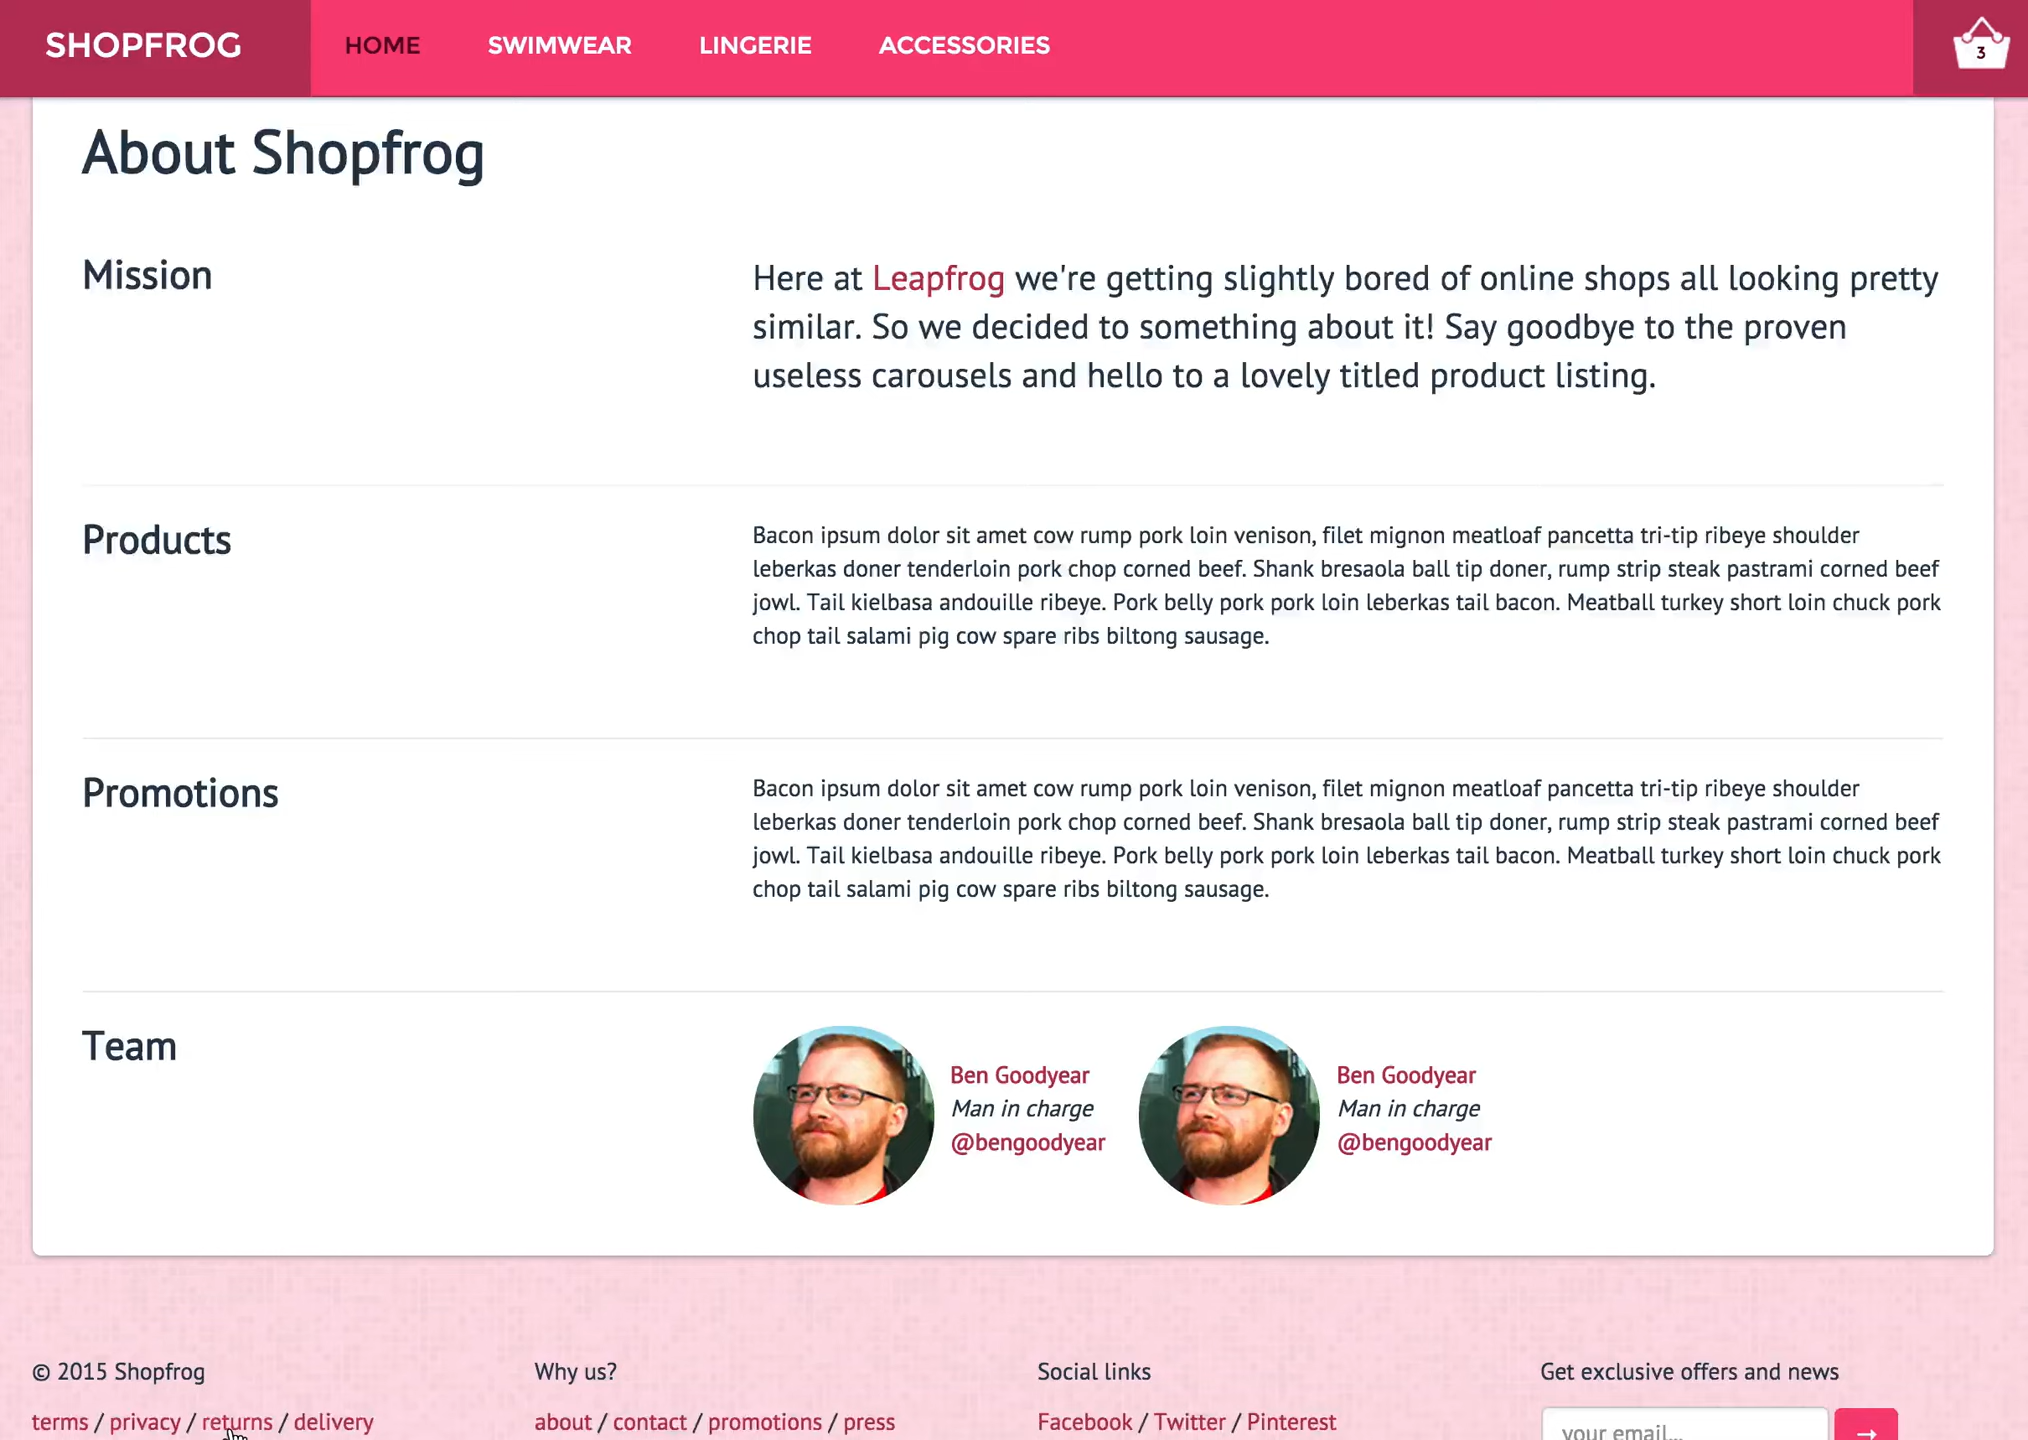 SHOPFROG HOME SWIMWEAR LINGERIE ACCESSORIES 3
About Shopfrog
Mission
Here at Leapfrog we're getting slightly bored of online shops all looking pretty
similar. So we decided to something about it! Say goodbye to the proven
useless carousels and hello to a lovely titled product listing.
Products
Bacon ipsum dolor sit amet cow rump pork loin venison, filet mignon meatloaf pancetta tri-tip ribeye shoulder
leberkas doner tenderloin pork chop corned beef. Shank bresaola ball tip doner, rump strip steak pastrami corned beef
jowl. Tail kielbasa andouille ribeye. Pork belly pork pork loin leberkas tail bacon. Meatball turkey short loin chuck pork
chop tail salami pig cow spare ribs biltong sausage.
Promotions
Bacon ipsum dolor sit amet cow rump pork loin venison, filet mignon meatloaf pancetta tri-tip ribeye shoulder
leberkas doner tenderloin pork chop corned beef. Shank bresaola ball tip doner, rump strip steak pastrami corned beef
jowl. Tail kielbasa andouille ribeye. Pork belly pork pork loin leberkas tail bacon. Meatball turkey short loin chuck pork
chop tail salami pig cow spare ribs biltong sausage.
Team
Ben Goodyear
Man in charge
@bengoodyear
Ben Goodyear
Man in charge
@bengoodyear
© 2015 Shopfrog
terms / privacy / returns / delivery
Why us?
about / contact / promotions / press
Social links
Facebook / Twitter / Pinterest
Get exclusive offers and news
your email...